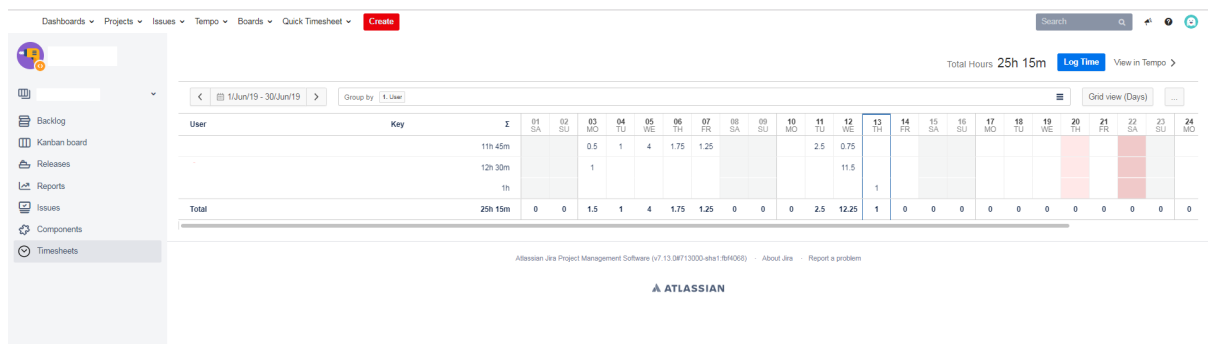 Dashboards Projects Issues Tempo Boards Quick Timesheet Create Search
Total Hours 25h 15m Log Time View in Tempo
1/Jun/19 - 30/Jun/19 Group by 1. User Grid view (Days) ...
Backlog
Kanban board
Releases
Reports
Issues
Components
Timesheets
User Key Σ 01 02 03 04 05 06 07 08 09 10 11 12 13 14 15 16 17 18 19 20 21 22 23 24
SA SU MO TU WE TH FR SA SU MO TU WE TH FR SA SU MO TU WE TH FR SA SU MO
11h 45m 0.5 1 4 1.75 1.25 2.5 0.75
12h 30m 1 11.5
1h 1
Total 25h 15m 0 0 1.5 1 4 1.75 1.25 0 0 0 2.5 12.25 1 0 0 0 0 0 0 0 0 0 0 0
Atlassian Jira Project Management Software (v7.13.0#713000-sha1:fbf4068) · About Jira · Report a problem
ATLASSIAN